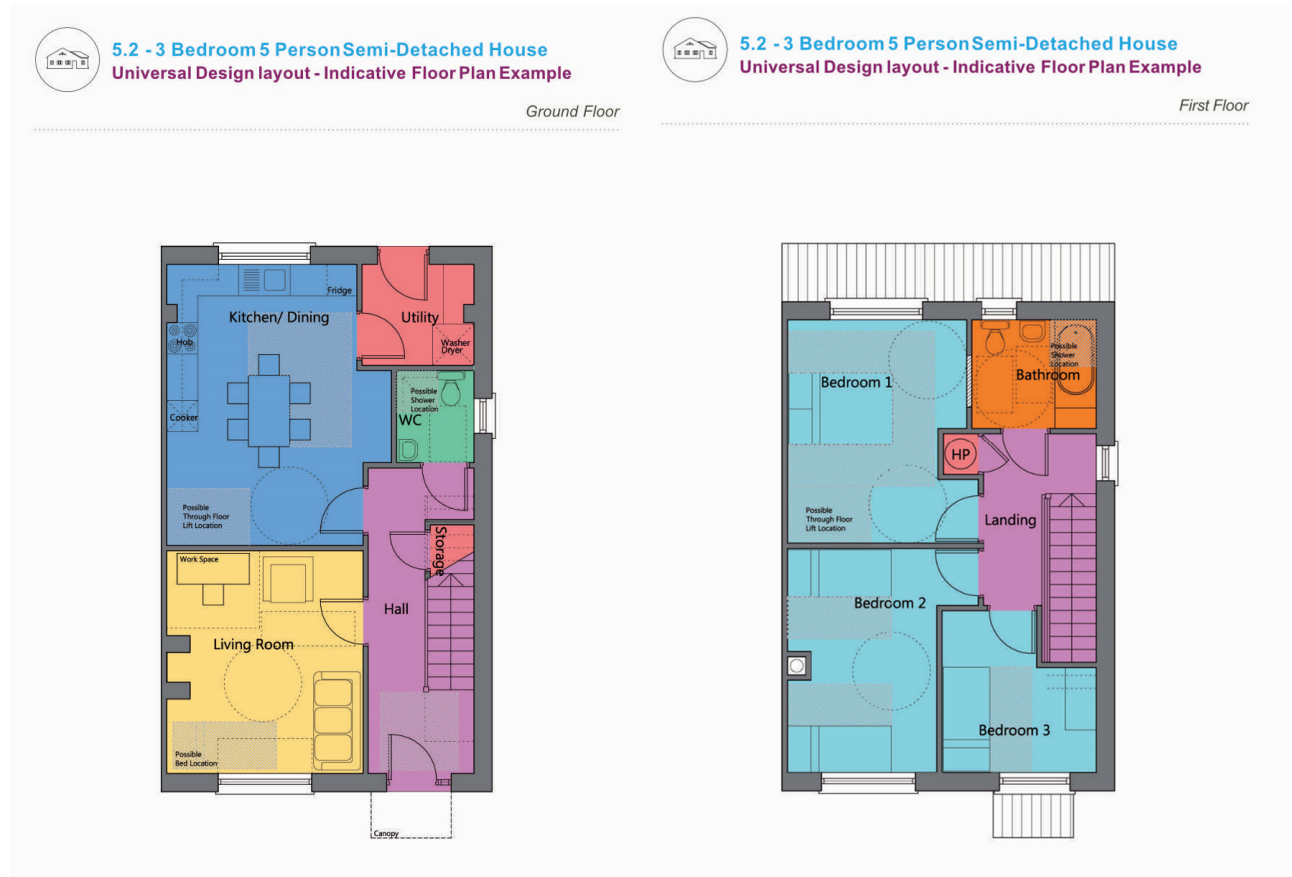 5.2 - 3 Bedroom 5 Person Semi-Detached House
Universal Design layout - Indicative Floor Plan Example
Ground Floor
Fridge
Kitchen/ Dining
Utility
Hob
Washer
Dryer
Possible
Shower
Location
WC
Cooker
Possible
Through Floor
Lift Location
Storage
Work Space
Hall
Living Room
Possible
Bed Location
Canopy
5.2 - 3 Bedroom 5 Person Semi-Detached House
Universal Design layout - Indicative Floor Plan Example
First Floor
Possible
Shower
Location
Bathroom
Bedroom 1
HP
Possible
Through Floor
Lift Location
Landing
Bedroom 2
Bedroom 3